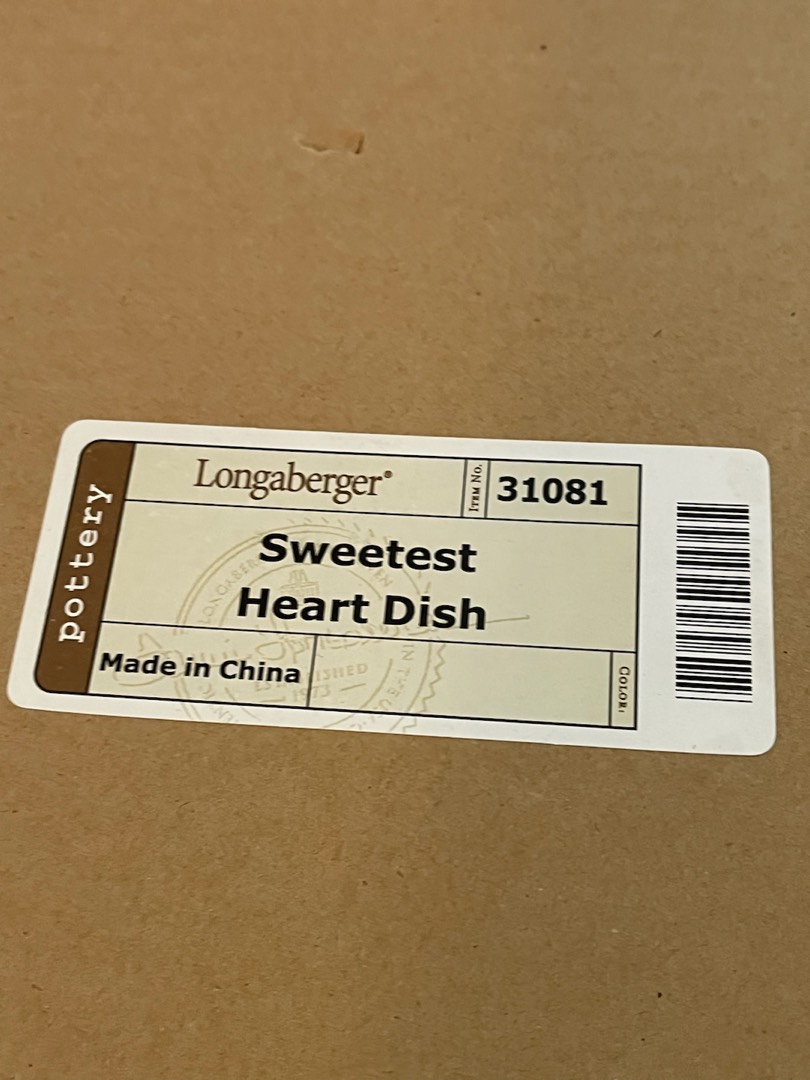 pottery
Longaberger®
Item No. 31081
Sweetest
Heart Dish
Made in China
Color: